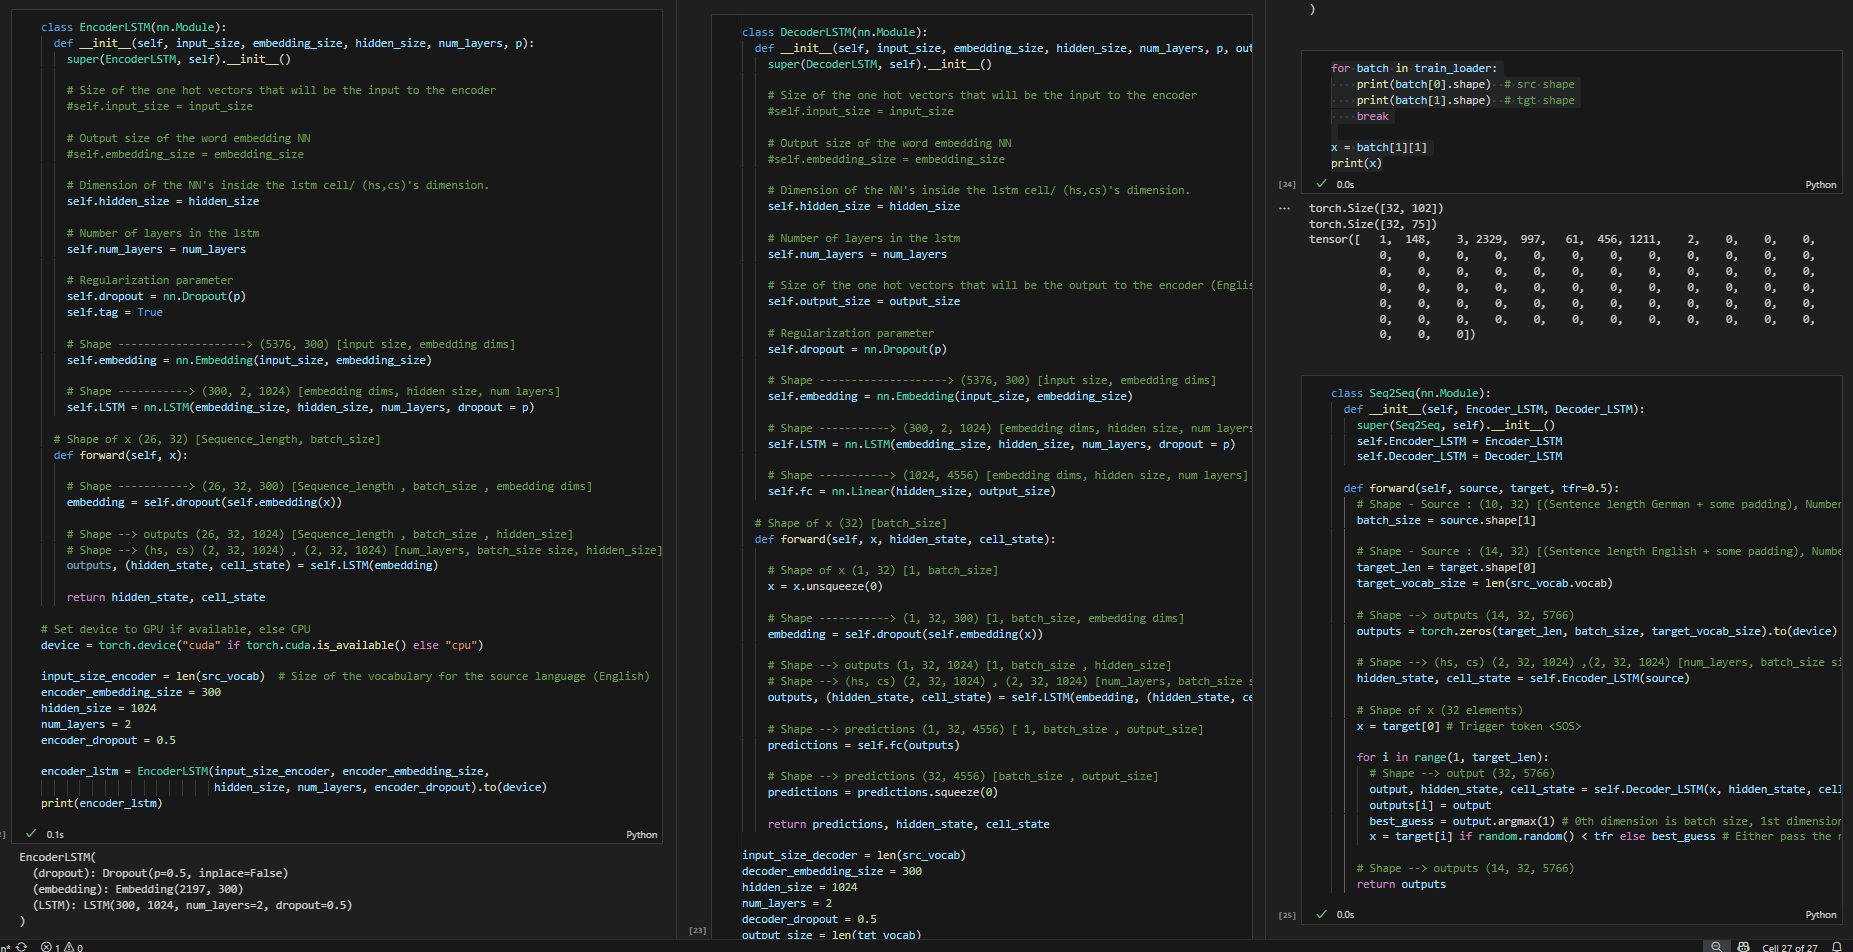 class EncoderLSTM(nn.Module):
def __init__(self, input_size, embedding_size, hidden_size, num_layers, p):
super(EncoderLSTM, self).__init__()
# Size of the one hot vectors that will be the input to the encoder
#self.input_size = input_size
# Output size of the word embedding NN
#self.embedding_size = embedding_size
# Dimension of the NN's inside the lstm cell/ (hs,cs)'s dimension.
self.hidden_size = hidden_size
# Number of layers in the lstm
self.num_layers = num_layers
# Regularization parameter
self.dropout = nn.Dropout(p)
self.tag = True
# Shape --------------------> (5376, 300) [input size, embedding dims]
self.embedding = nn.Embedding(input_size, embedding_size)
# Shape -----------> (300, 2, 1024) [embedding dims, hidden size, num layers]
self.LSTM = nn.LSTM(embedding_size, hidden_size, num_layers, dropout = p)
# Shape of x (26, 32) [Sequence_length, batch_size]
def forward(self, x):
# Shape -----------> (26, 32, 300) [Sequence_length , batch_size , embedding dims]
embedding = self.dropout(self.embedding(x))
# Shape --> outputs (26, 32, 1024) [Sequence_length , batch_size , hidden_size]
# Shape --> (hs, cs) (2, 32, 1024) , (2, 32, 1024) [num_layers, batch_size size, hidden_size]
outputs, (hidden_state, cell_state) = self.LSTM(embedding)
return hidden_state, cell_state
# Set device to GPU if available, else CPU
device = torch.device("cuda" if torch.cuda.is_available() else "cpu")
input_size_encoder = len(src_vocab)  # Size of the vocabulary for the source language (English)
encoder_embedding_size = 300
hidden_size = 1024
num_layers = 2
encoder_dropout = 0.5
encoder_lstm = EncoderLSTM(input_size_encoder, encoder_embedding_size,
hidden_size, num_layers, encoder_dropout).to(device)
print(encoder_lstm)
0.1s
Python
EncoderLSTM(
(dropout): Dropout(p=0.5, inplace=False)
(embedding): Embedding(2197, 300)
(LSTM): LSTM(300, 1024, num_layers=2, dropout=0.5)
)
class DecoderLSTM(nn.Module):
def __init__(self, input_size, embedding_size, hidden_size, num_layers, p, out
super(DecoderLSTM, self).__init__()
# Size of the one hot vectors that will be the input to the encoder
#self.input_size = input_size
# Output size of the word embedding NN
#self.embedding_size = embedding_size
# Dimension of the NN's inside the lstm cell/ (hs,cs)'s dimension.
self.hidden_size = hidden_size
# Number of layers in the lstm
self.num_layers = num_layers
# Size of the one hot vectors that will be the output to the encoder (Englis
self.output_size = output_size
# Regularization parameter
self.dropout = nn.Dropout(p)
# Shape --------------------> (5376, 300) [input size, embedding dims]
self.embedding = nn.Embedding(input_size, embedding_size)
# Shape -----------> (300, 2, 1024) [embedding dims, hidden size, num layers
self.LSTM = nn.LSTM(embedding_size, hidden_size, num_layers, dropout = p)
# Shape -----------> (1024, 4556) [embedding dims, hidden size, num layers]
self.fc = nn.Linear(hidden_size, output_size)
# Shape of x (32) [batch_size]
def forward(self, x, hidden_state, cell_state):
# Shape of x (1, 32) [1, batch_size]
x = x.unsqueeze(0)
# Shape -----------> (1, 32, 300) [1, batch_size, embedding dims]
embedding = self.dropout(self.embedding(x))
# Shape --> outputs (1, 32, 1024) [1, batch_size , hidden_size]
# Shape --> (hs, cs) (2, 32, 1024) , (2, 32, 1024) [num_layers, batch_size s
outputs, (hidden_state, cell_state) = self.LSTM(embedding, (hidden_state, ce
# Shape --> predictions (1, 32, 4556) [ 1, batch_size , output_size]
predictions = self.fc(outputs)
# Shape --> predictions (32, 4556) [batch_size , output_size]
predictions = predictions.squeeze(0)
return predictions, hidden_state, cell_state
input_size_decoder = len(src_vocab)
decoder_embedding_size = 300
hidden_size = 1024
num_layers = 2
decoder_dropout = 0.5
output_size = len(tgt_vocab)
[23]
)
for batch in train_loader:
print(batch[0].shape)  # src shape
print(batch[1].shape)  # tgt shape
break
x = batch[1][1]
print(x)
[24]
0.0s
Python
torch.Size([32, 102])
torch.Size([32, 75])
tensor([   1,  148,    3, 2329,  997,   61,  456, 1211,    2,    0,    0,    0,
0,    0,    0,    0,    0,    0,    0,    0,    0,    0,    0,    0,
0,    0,    0,    0,    0,    0,    0,    0,    0,    0,    0,    0,
0,    0,    0,    0,    0,    0,    0,    0,    0,    0,    0,    0,
0,    0,    0,    0,    0,    0,    0,    0,    0,    0,    0,    0,
0,    0,    0,    0,    0,    0,    0,    0,    0,    0,    0,    0,
0,    0,    0])
class Seq2Seq(nn.Module):
def __init__(self, Encoder_LSTM, Decoder_LSTM):
super(Seq2Seq, self).__init__()
self.Encoder_LSTM = Encoder_LSTM
self.Decoder_LSTM = Decoder_LSTM
def forward(self, source, target, tfr=0.5):
# Shape - Source : (10, 32) [(Sentence length German + some padding), Number
batch_size = source.shape[1]
# Shape - Source : (14, 32) [(Sentence length English + some padding), Numbe
target_len = target.shape[0]
target_vocab_size = len(src_vocab.vocab)
# Shape --> outputs (14, 32, 5766)
outputs = torch.zeros(target_len, batch_size, target_vocab_size).to(device)
# Shape --> (hs, cs) (2, 32, 1024) ,(2, 32, 1024) [num_layers, batch_size si
hidden_state, cell_state = self.Encoder_LSTM(source)
# Shape of x (32 elements)
x = target[0] # Trigger token <SOS>
for i in range(1, target_len):
# Shape --> output (32, 5766)
output, hidden_state, cell_state = self.Decoder_LSTM(x, hidden_state, cell
outputs[i] = output
best_guess = output.argmax(1) # 0th dimension is batch size, 1st dimension
x = target[i] if random.random() < tfr else best_guess # Either pass the
# Shape --> outputs (14, 32, 5766)
return outputs
[25]
0.0s
Python
n* 1 0
Cell 27 of 27